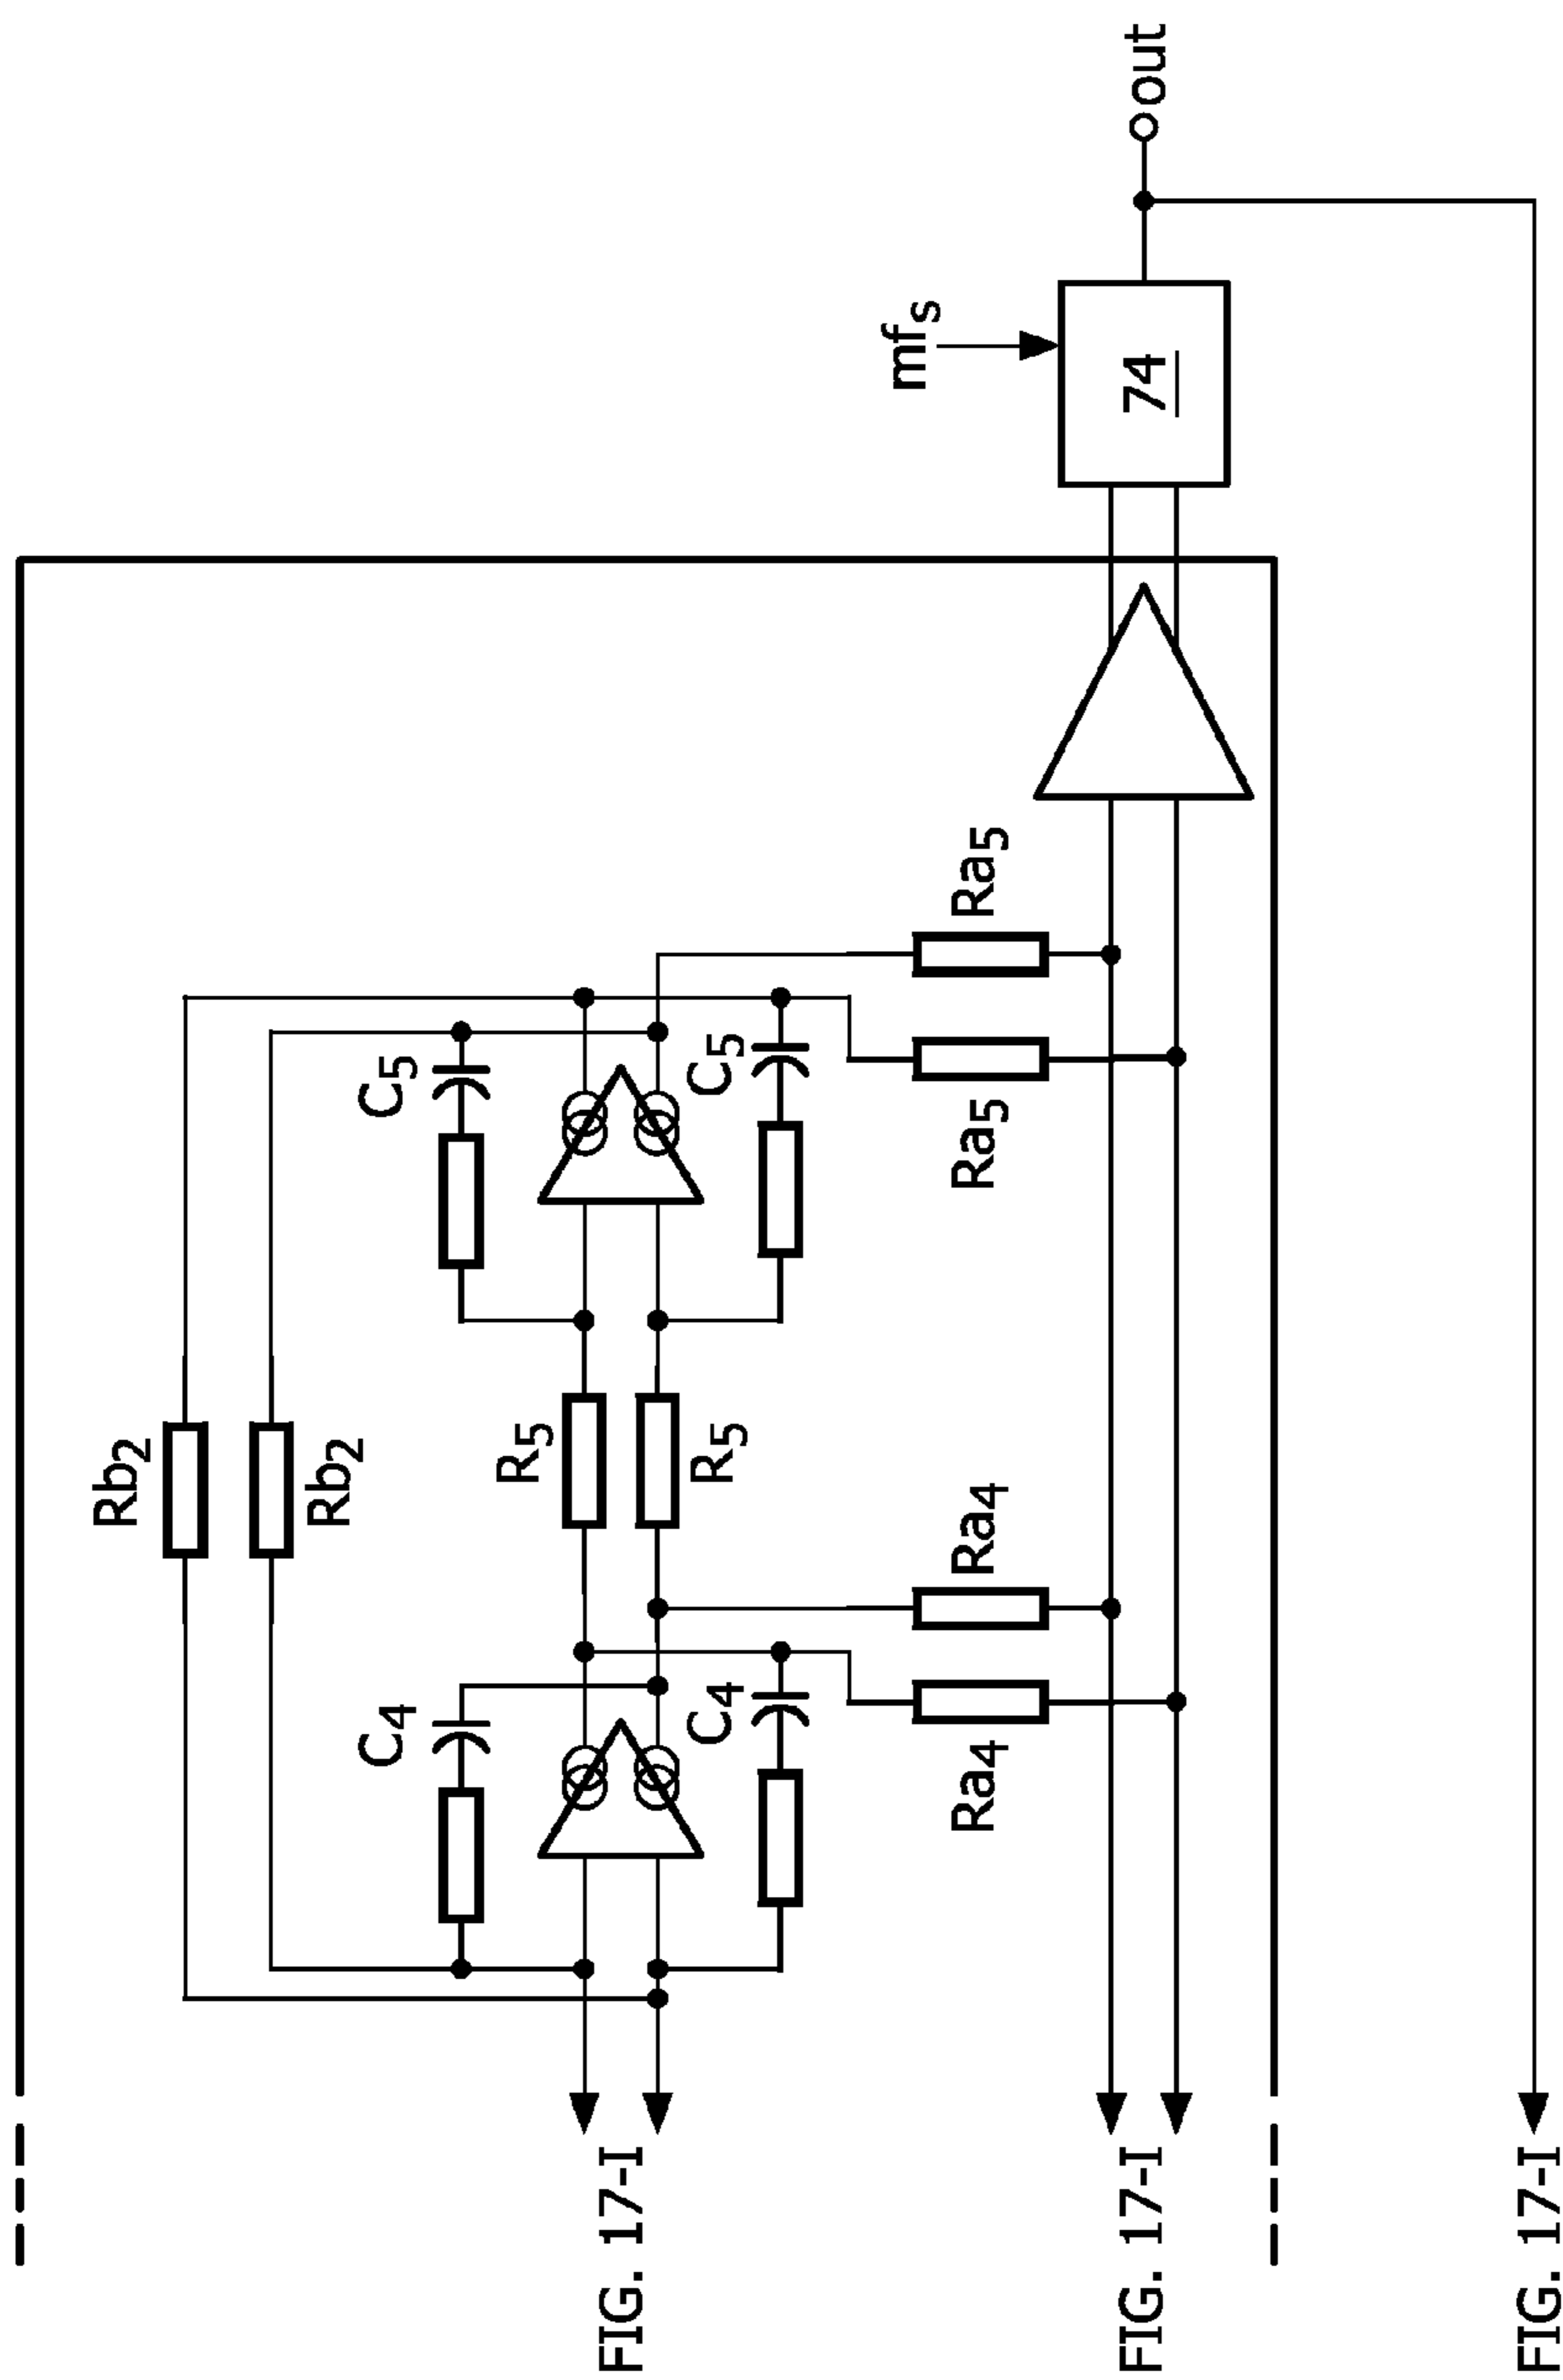 Rb2
Rb2
C4
C5
R5
FIG. 17-I
R5
C4
C5
mfs
Ra4
Ra4
Ra5
Ra5
FIG. 17-I
74
out
FIG. 17-I